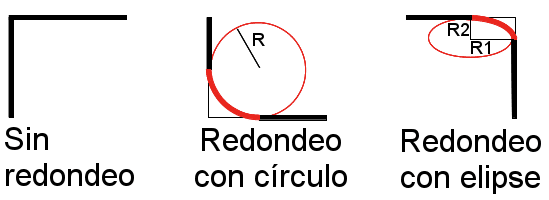 R
R2
R1
Sin
redondeo
Redondeo
con círculo
Redondeo
con elipse